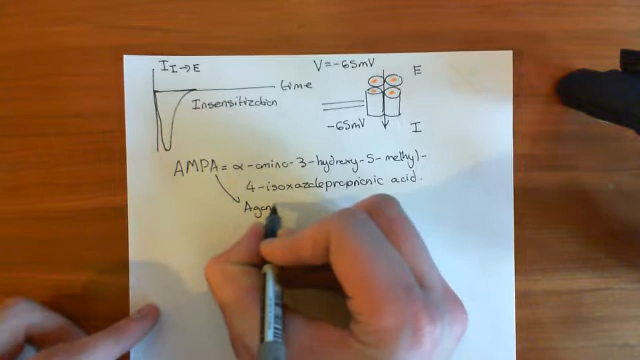 I I→E
time
Insensitization
V=-65mV
E
-65mV
I
AMPA = α-amino-3-hydroxy-5-methyl-
4-isoxazolepropionic acid.
Agon